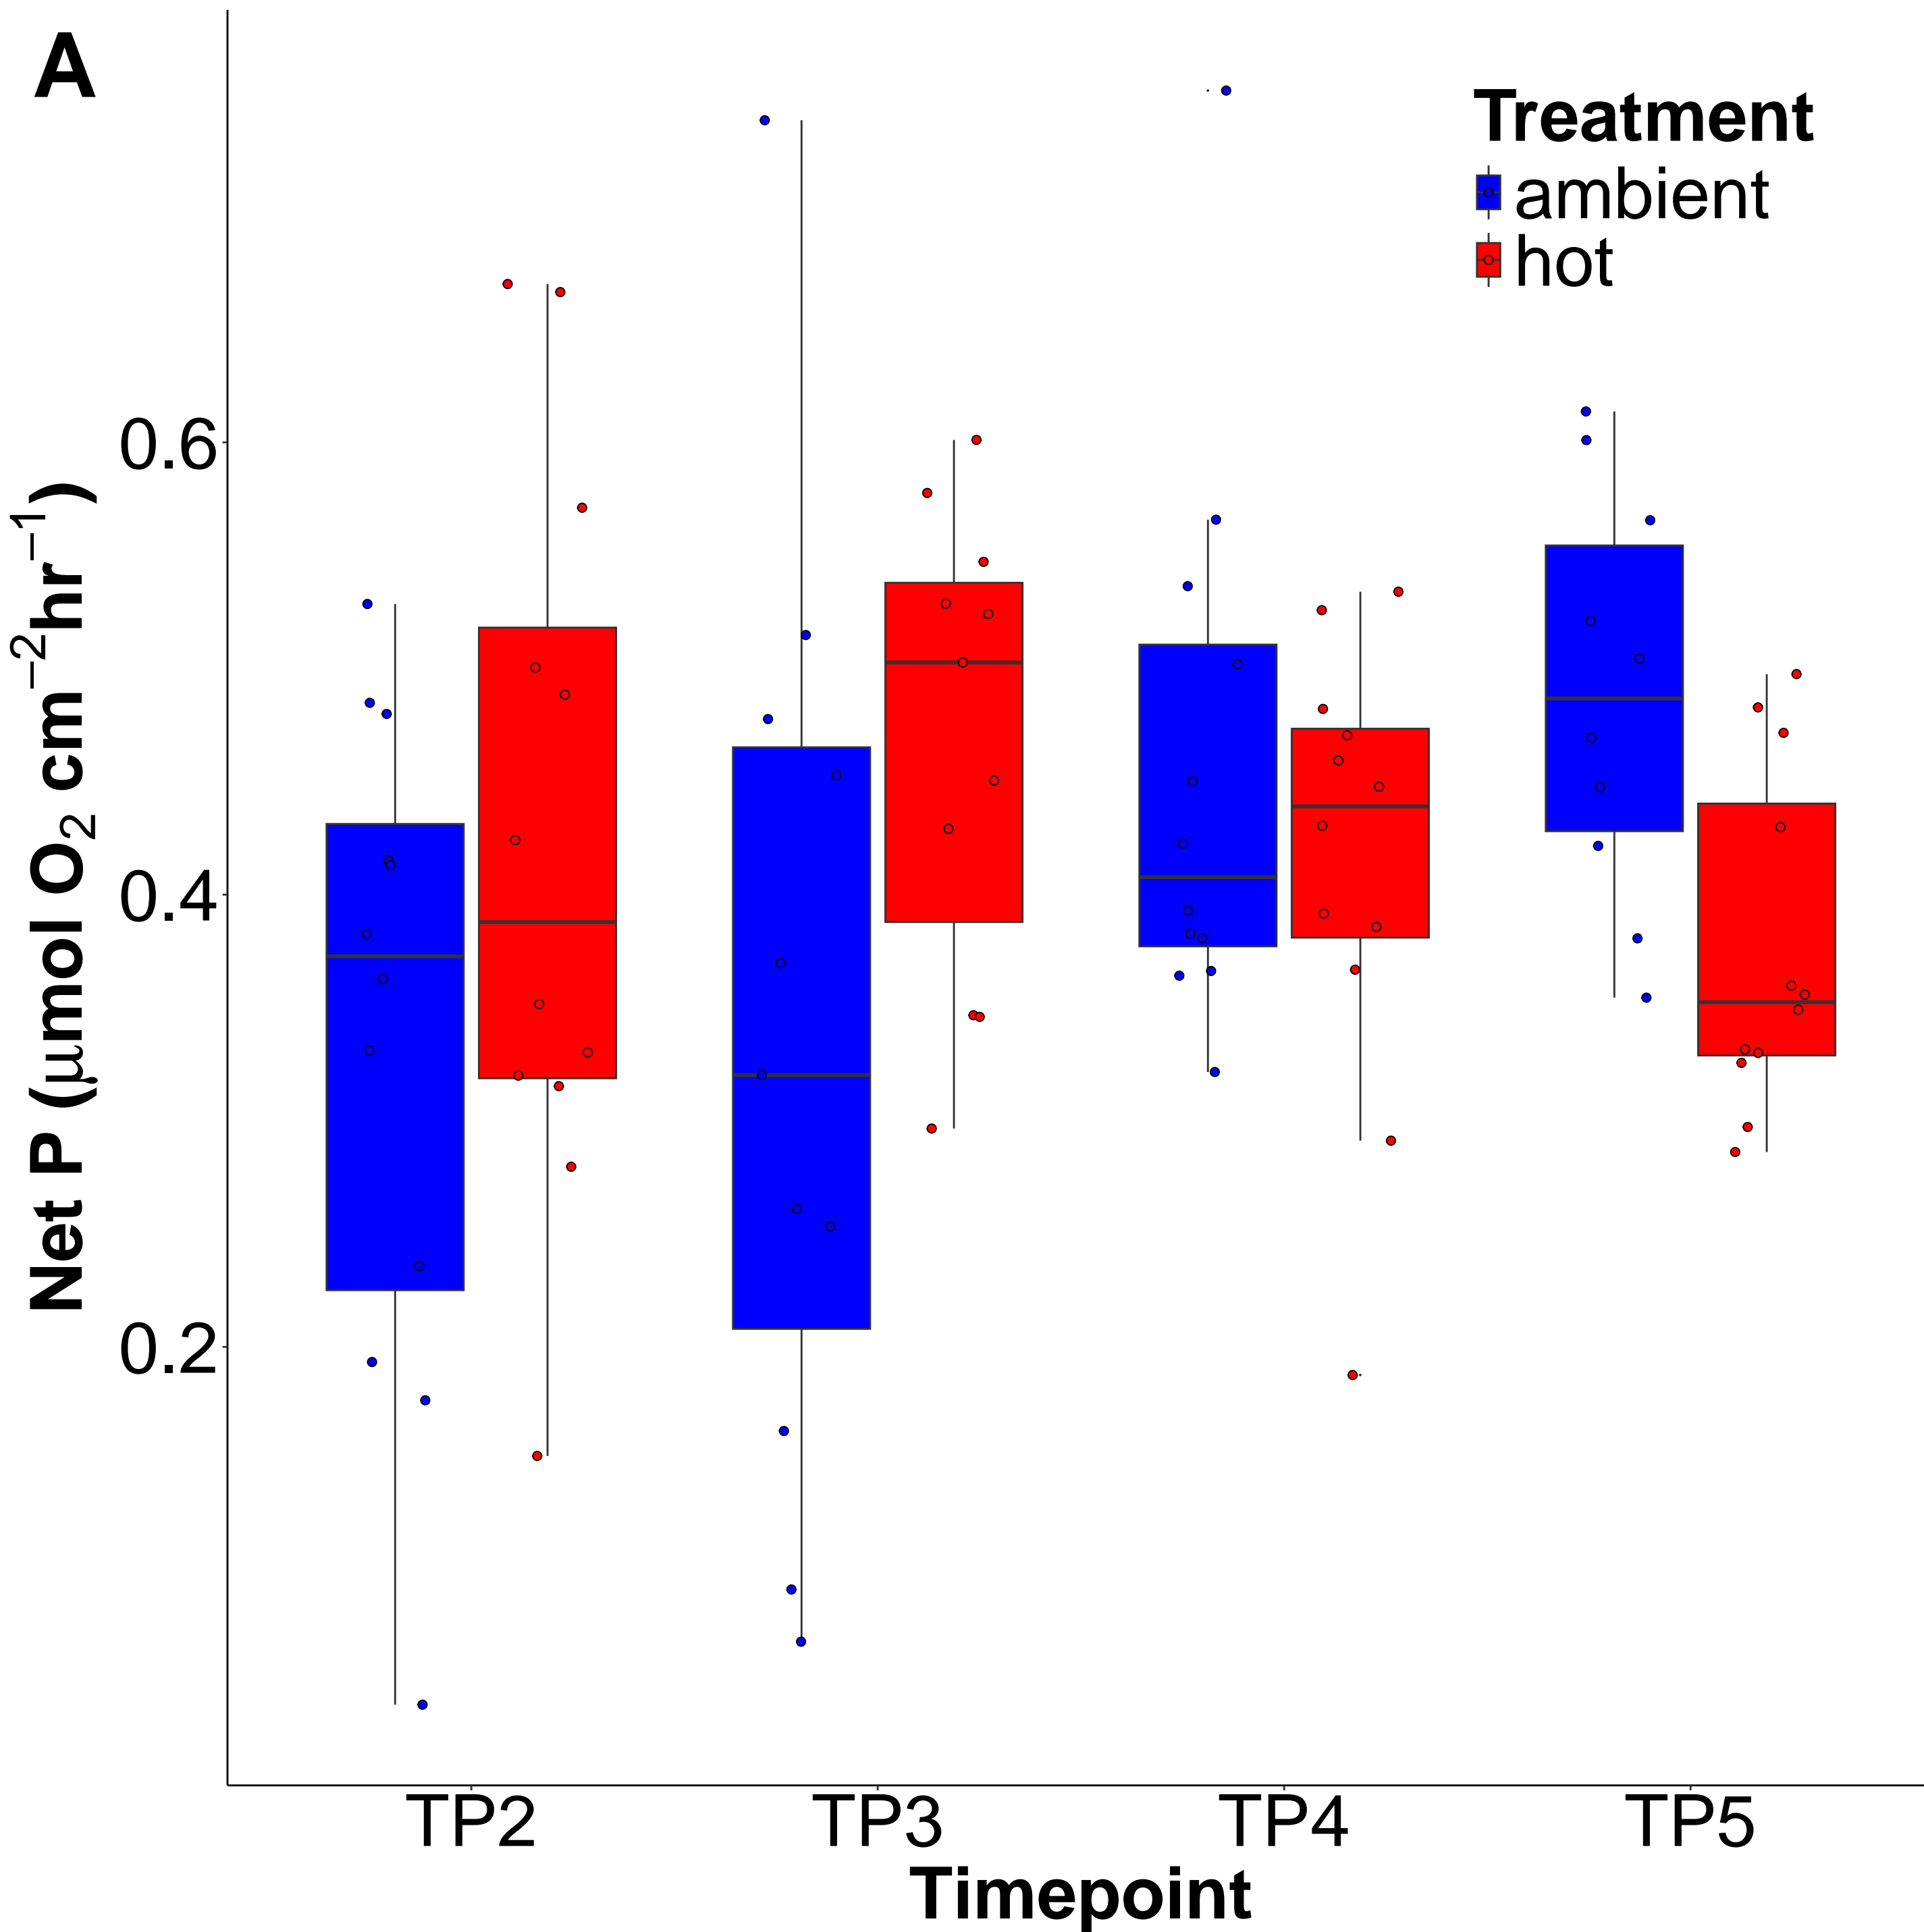 A
Treatment
ambient
hot
Net P (μmol O₂ cm⁻²hr⁻¹)
0.6
0.4
0.2
TP2 TP3 TP4 TP5
Timepoint